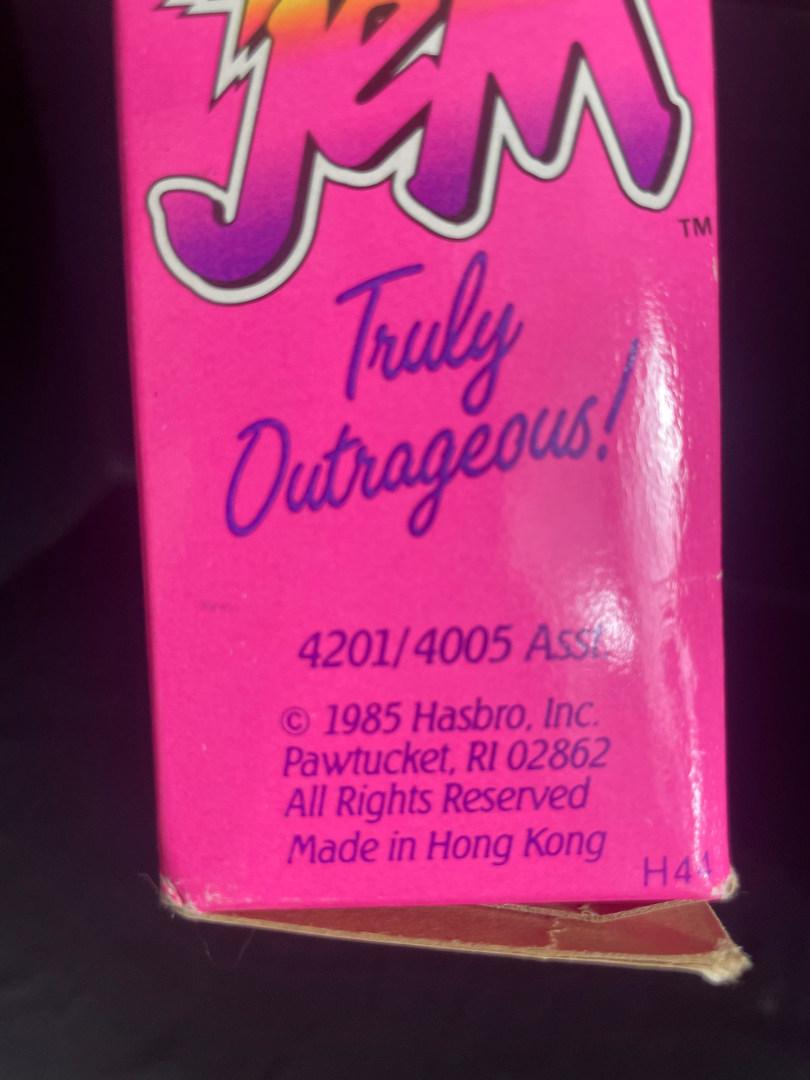 Jem
TM
Truly
Outrageous!
4201/4005 Asst.
© 1985 Hasbro, Inc.
Pawtucket, RI 02862
All Rights Reserved
Made in Hong Kong
H44